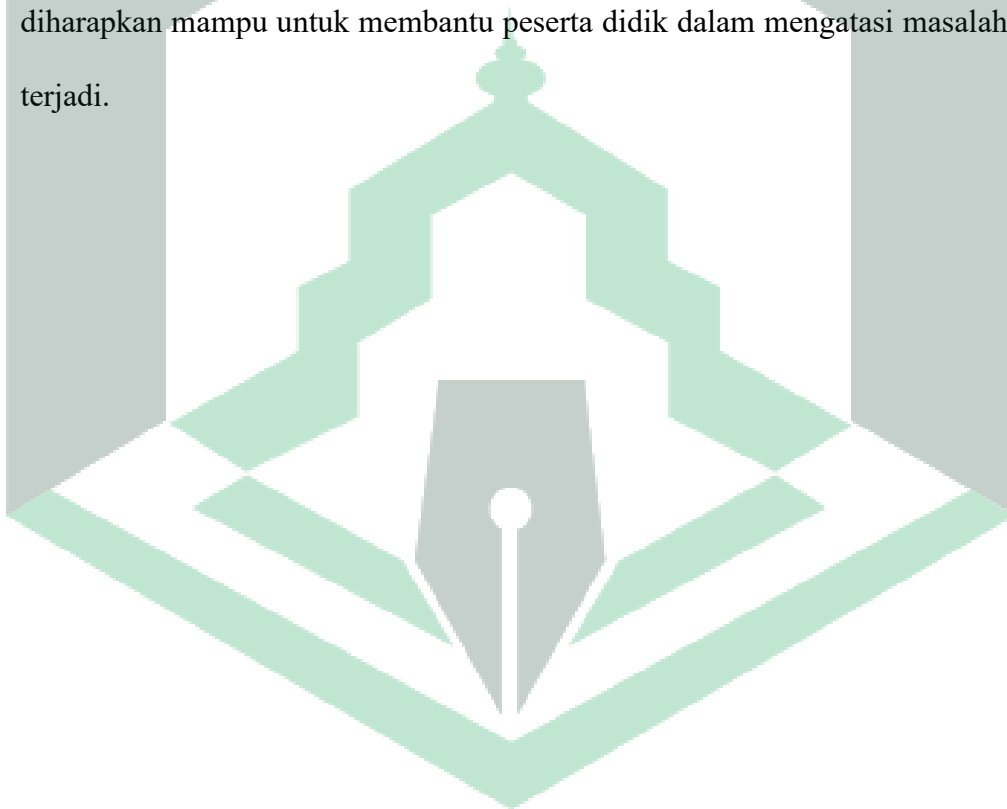 diharapkan mampu untuk membantu peserta didik dalam mengatasi masalah
terjadi.